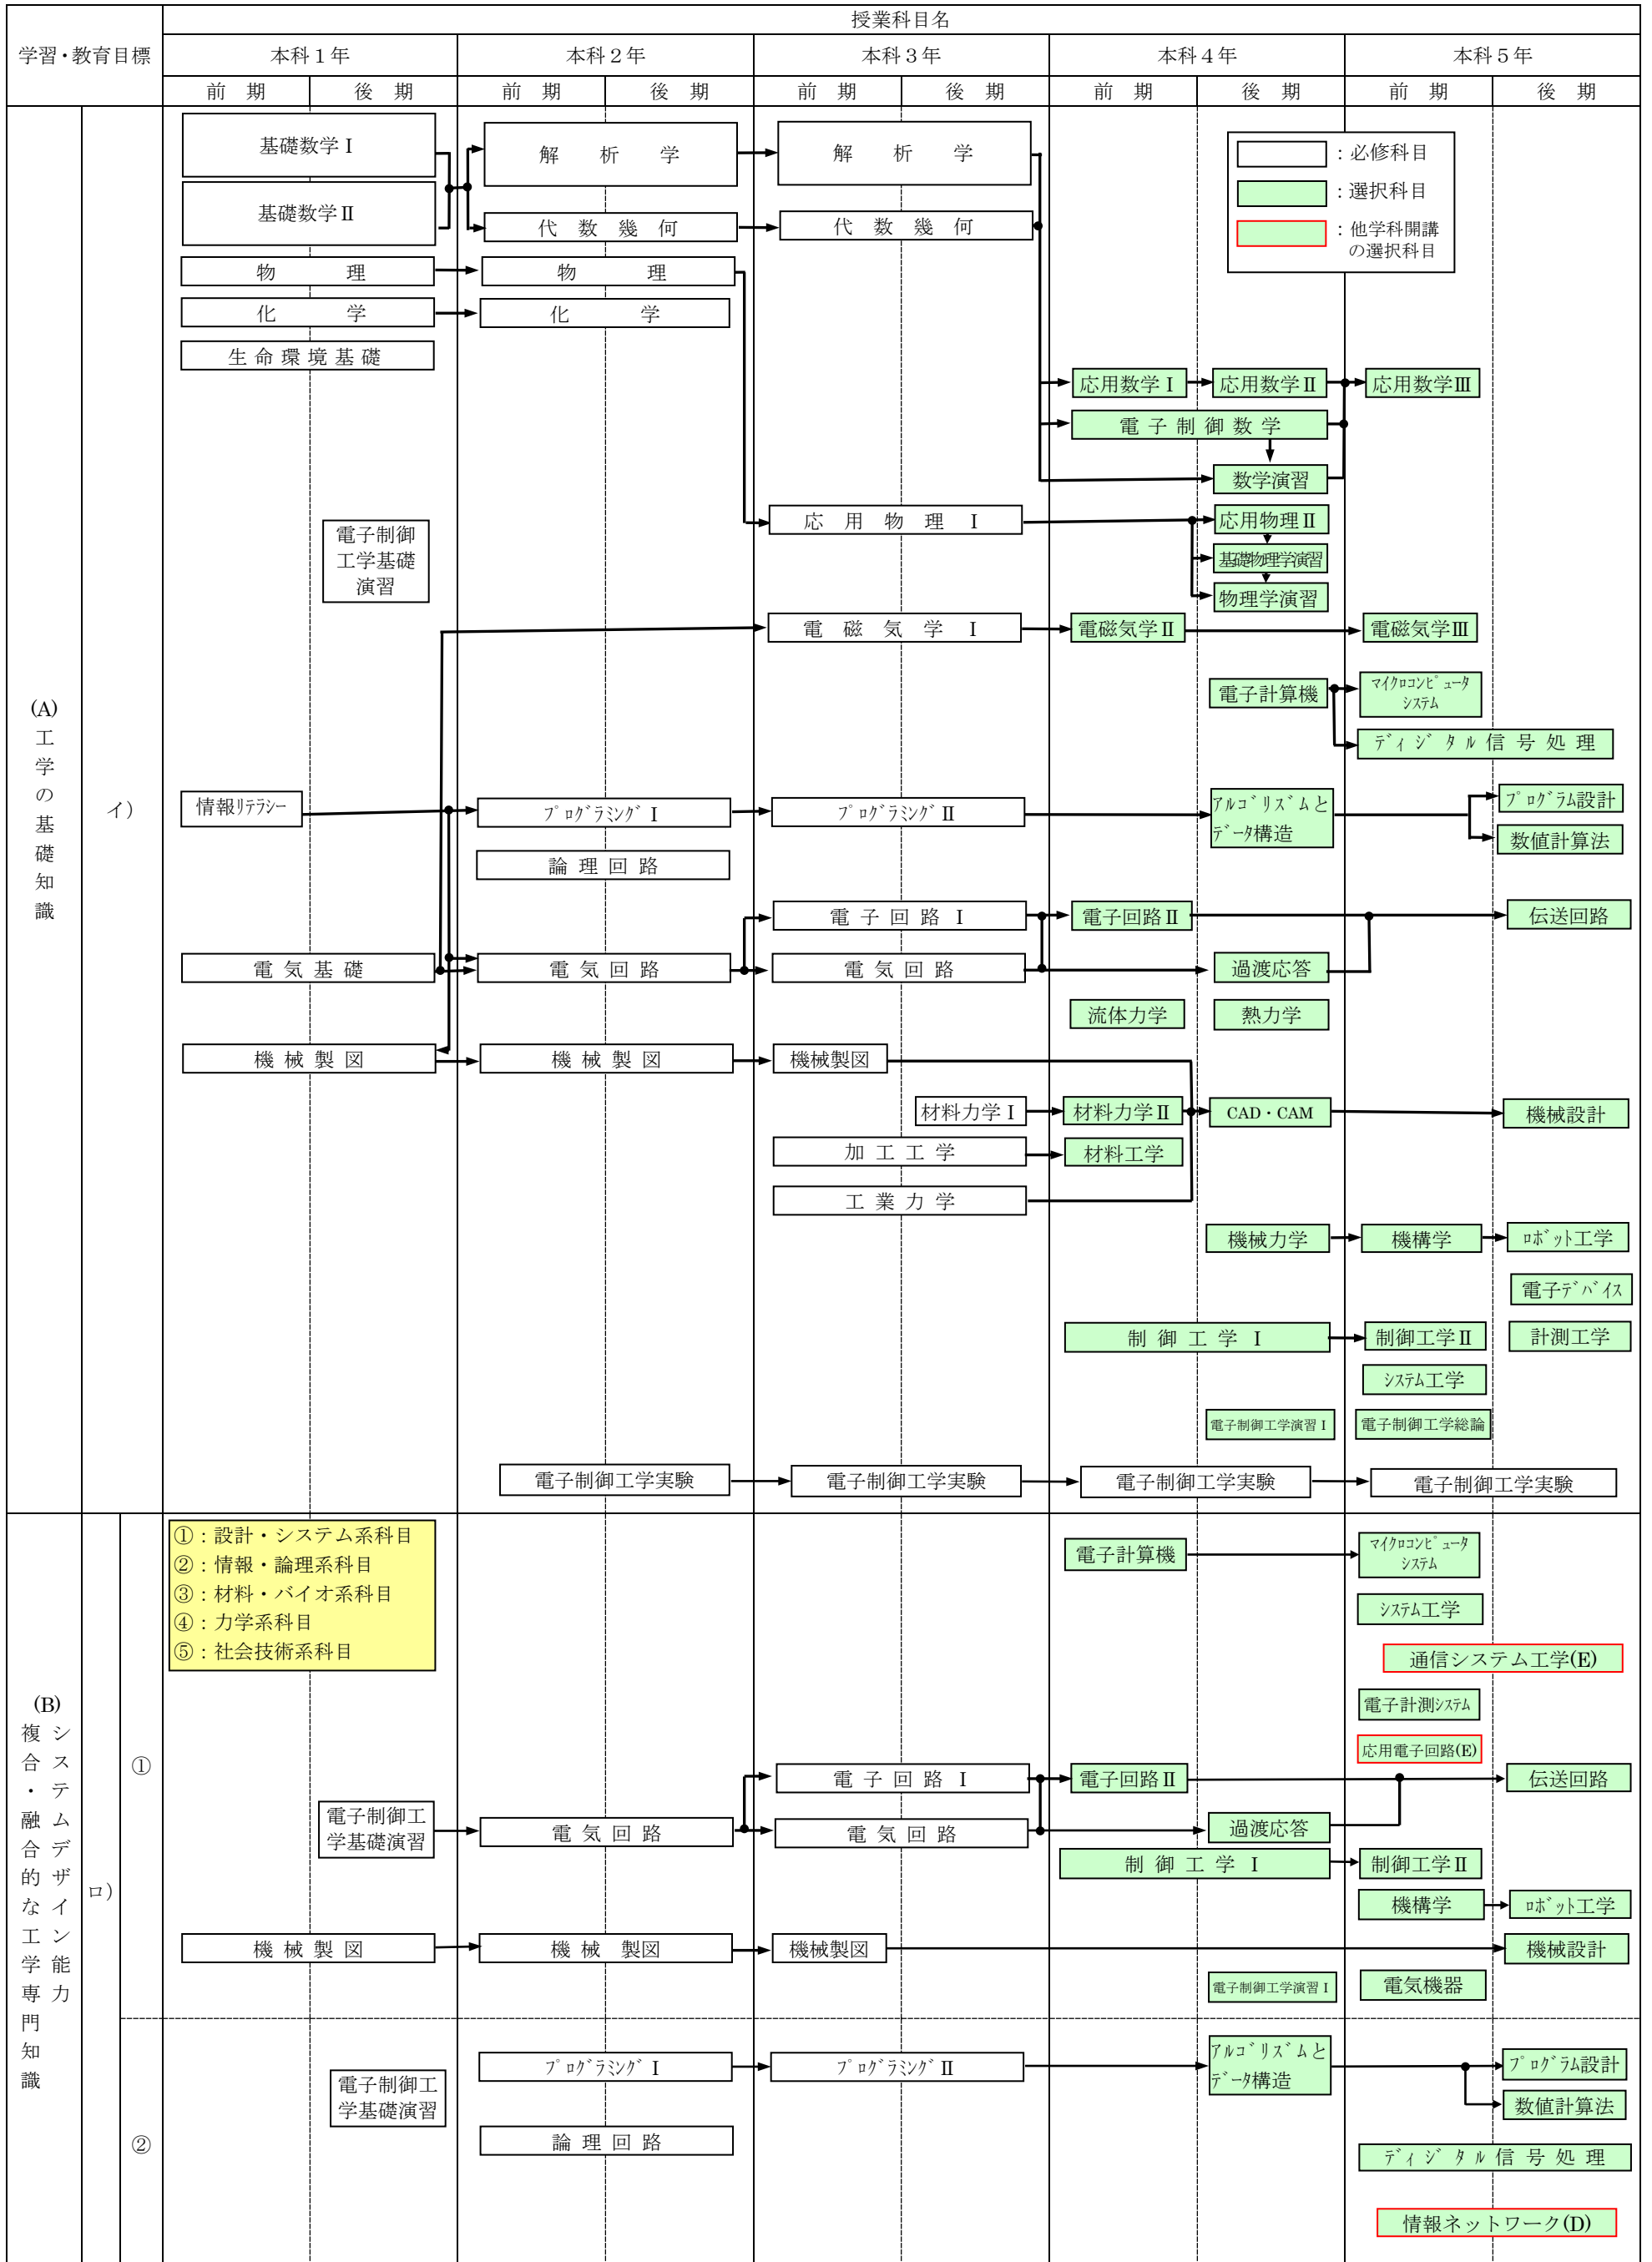 授業科目名
学習・教育目標
本科１年
本科２年
本科３年
本科４年
本科５年
前 期
後 期
前 期
後 期
前 期
後 期
前 期
後 期
前 期
後 期
(A)
工学の基礎知識
イ）
基礎数学Ⅰ
基礎数学Ⅱ
解 析 学
解 析 学
代 数 幾 何
代 数 幾 何
：必修科目
：選択科目
：他学科開講
の選択科目
物 理
物 理
化 学
化 学
生 命 環 境 基 礎
応用数学Ⅰ
応用数学Ⅱ
応用数学Ⅲ
電 子 制 御 数 学
数学演習
電子制御
工学基礎
演習
応 用 物 理 Ⅰ
応用物理Ⅱ
基礎物理学演習
物理学演習
電 磁 気 学 Ⅰ
電磁気学Ⅱ
電磁気学Ⅲ
電子計算機
ﾏｲｸﾛｺﾝﾋﾟｭｰﾀ
ｼｽﾃﾑ
ﾃﾞｨｼﾞﾀﾙ 信 号 処 理
情報ﾘﾃﾗｼｰ
ﾌﾟﾛｸﾞﾗﾐﾝｸﾞⅠ
ﾌﾟﾛｸﾞﾗﾐﾝｸﾞⅡ
ｱﾙｺﾞﾘｽﾞﾑと
ﾃﾞｰﾀ構造
ﾌﾟﾛｸﾞﾗﾑ設計
数値計算法
論 理 回 路
電 子 回 路 Ⅰ
電子回路Ⅱ
伝送回路
電 気 基 礎
電 気 回 路
電 気 回 路
過渡応答
流体力学
熱力学
機 械 製 図
機 械 製 図
機械製図
材料力学Ⅰ
材料力学Ⅱ
CAD・CAM
機械設計
加 工 工 学
材料工学
工 業 力 学
機械力学
機構学
ﾛﾎﾞｯﾄ工学
電子ﾃﾞﾊﾞｲｽ
制 御 工 学 Ⅰ
制御工学Ⅱ
計測工学
ｼｽﾃﾑ工学
電子制御工学演習Ⅰ
電子制御工学総論
電子制御工学実験
電子制御工学実験
電子制御工学実験
電子制御工学実験
(B)
複合・融合的な工学専門知識
システムデザイン能力
ロ）
①
①：設計・システム系科目
②：情報・論理系科目
③：材料・バイオ系科目
④：力学系科目
⑤：社会技術系科目
電子計算機
ﾏｲｸﾛｺﾝﾋﾟｭｰﾀ
ｼｽﾃﾑ
ｼｽﾃﾑ工学
通信システム工学(E)
電子計測ｼｽﾃﾑ
応用電子回路(E)
電 子 回 路 Ⅰ
電子回路Ⅱ
伝送回路
電子制御工
学基礎演習
電 気 回 路
電 気 回 路
過渡応答
制 御 工 学 Ⅰ
制御工学Ⅱ
機構学
ﾛﾎﾞｯﾄ工学
機 械 製 図
機 械 製図
機械製図
機械設計
電子制御工学演習Ⅰ
電気機器
②
電子制御工
学基礎演習
ﾌﾟﾛｸﾞﾗﾐﾝｸﾞⅠ
ﾌﾟﾛｸﾞﾗﾐﾝｸﾞⅡ
ｱﾙｺﾞﾘｽﾞﾑと
ﾃﾞｰﾀ構造
ﾌﾟﾛｸﾞﾗﾑ設計
数値計算法
論 理 回 路
ﾃﾞｨｼﾞﾀﾙ 信 号 処 理
情報ネットワーク(D)